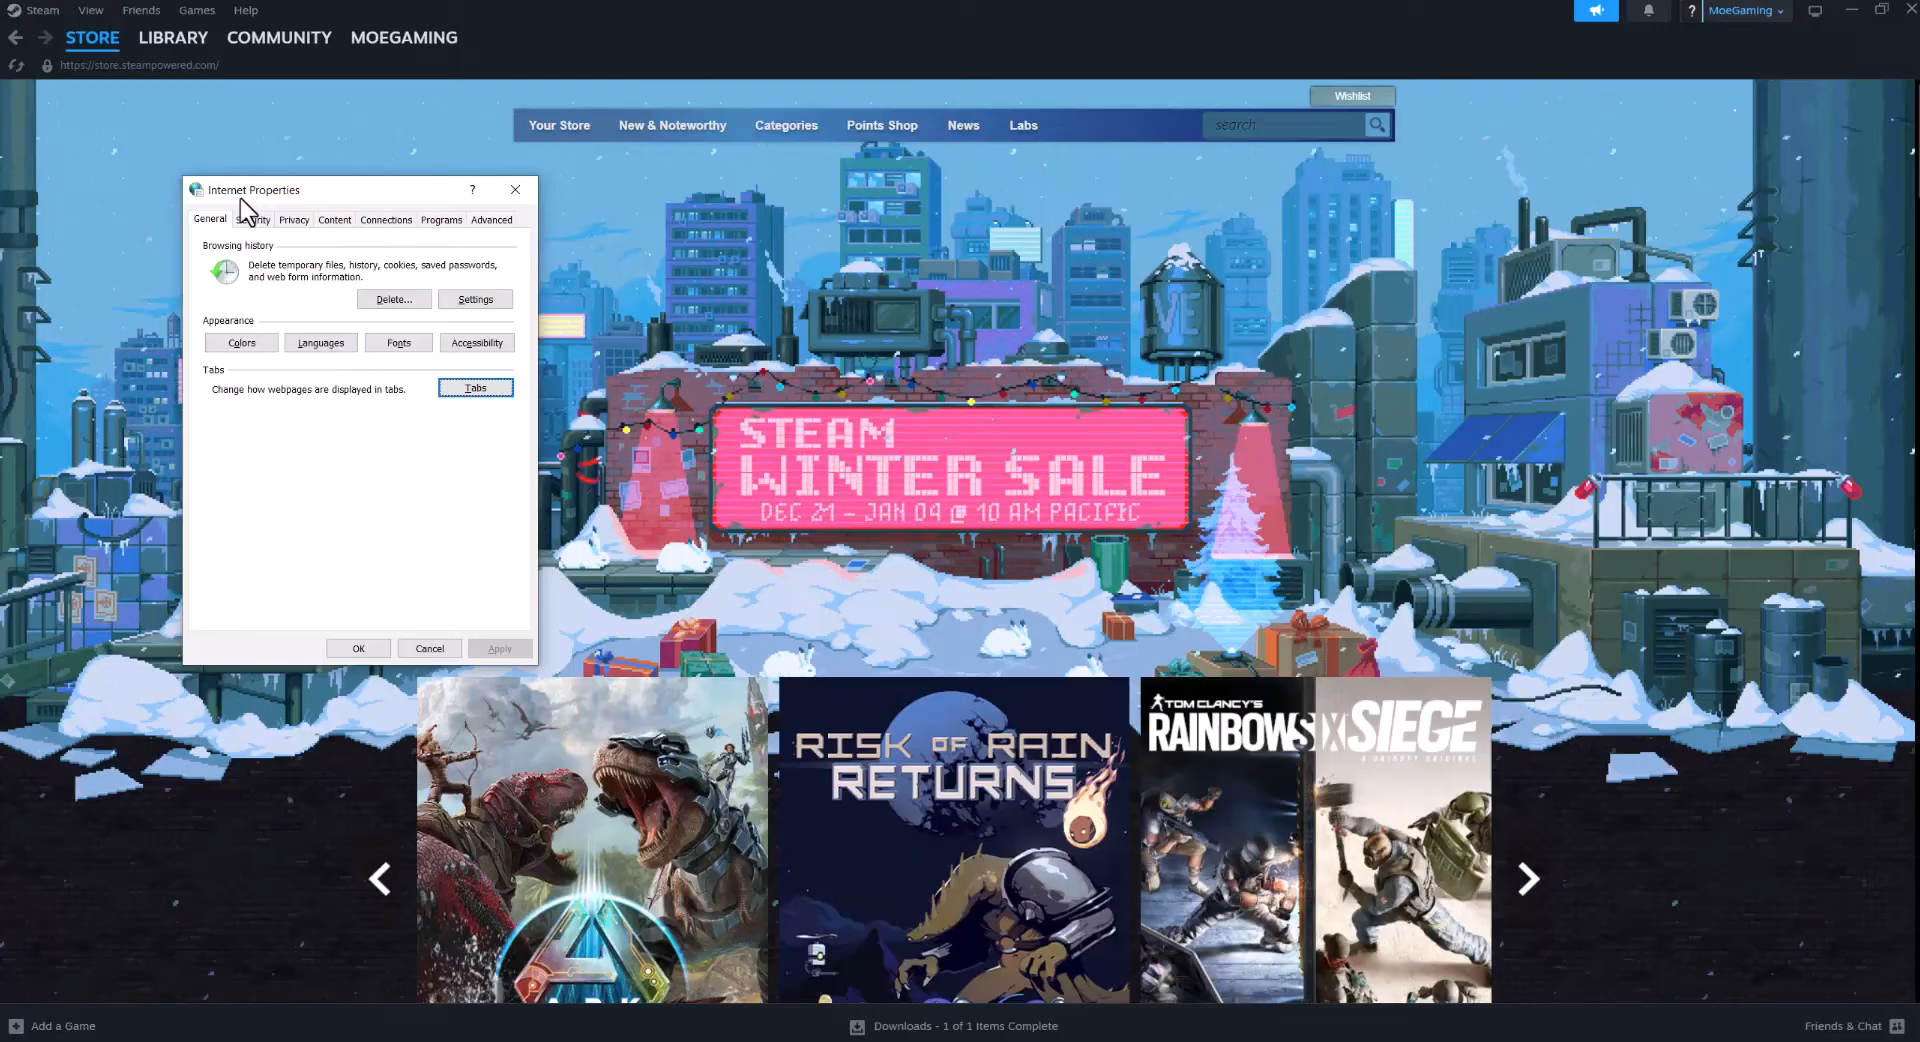 Steam View Friends Games Help
? MoeGaming
STORE LIBRARY COMMUNITY MOEGAMING
https://store.steampowered.com/
Wishlist
Your Store New & Noteworthy Categories Points Shop News Labs search
Internet Properties ?
General Privacy Content Connections Programs Advanced
Browsing history
Delete temporary files, history, cookies, saved passwords,
and web form information.
Delete... Settings
Appearance
Colors Languages Fonts Accessibility
Tabs
Change how webpages are displayed in tabs. Tabs
OK Cancel Apply
VE
STEAM
WINTER SALE
DEC 21 - JAN 04 @ 10 AM PACIFIC
RISK OF RAIN
RETURNS
TOM CLANCY'S
RAINBOW SIX SIEGE
A UBISOFT ORIGINAL
ARK
Add a Game
Downloads - 1 of 1 Items Complete
Friends & Chat